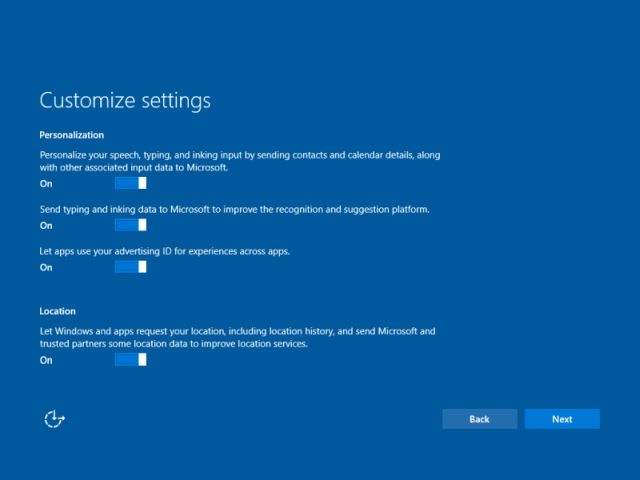 Customize settings
Personalization
Personalize your speech, typing, and inking input by sending contacts and calendar details, along
with other associated input data to Microsoft.
On
Send typing and inking data to Microsoft to improve the recognition and suggestion platform.
On
Let apps use your advertising ID for experiences across apps.
On
Location
Let Windows and apps request your location, including location history, and send Microsoft and
trusted partners some location data to improve location services.
On
Back
Next